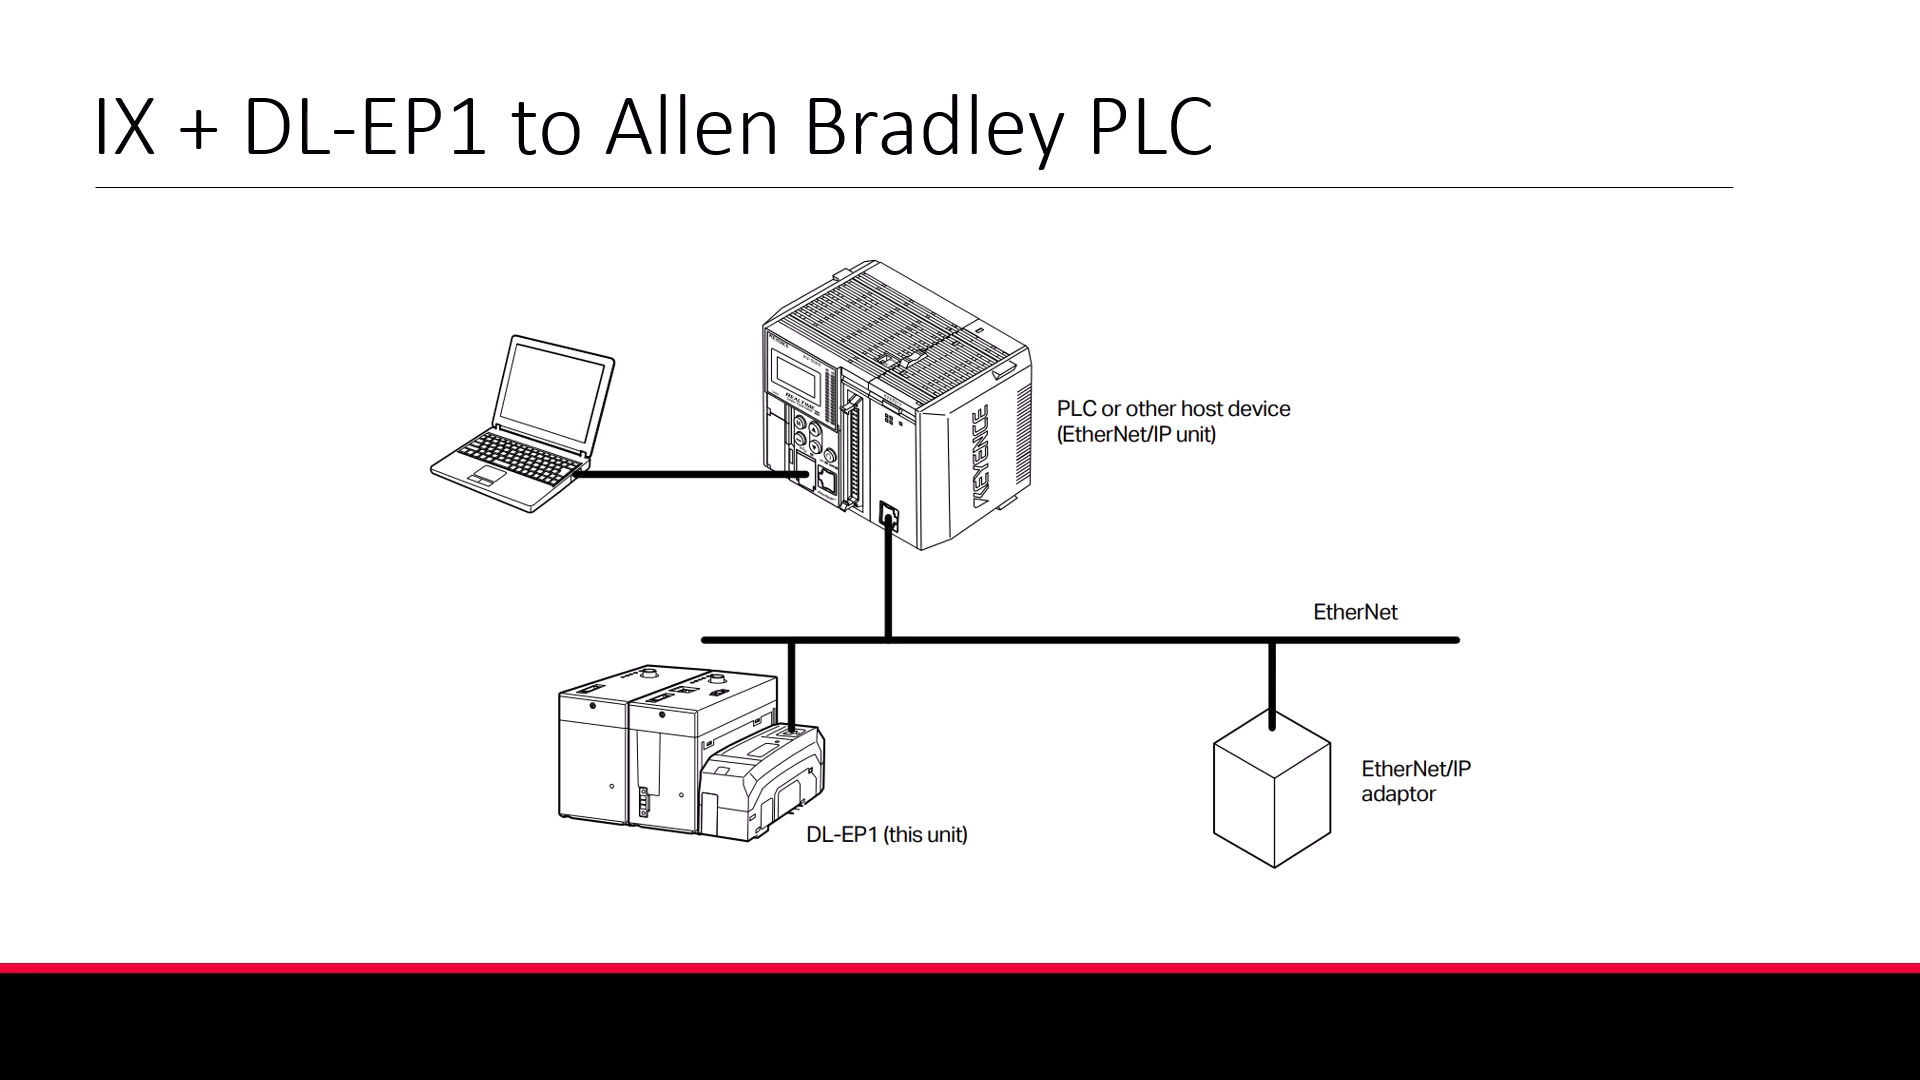 IX + DL-EP1 to Allen Bradley PLC
PLC or other host device
(EtherNet/IP unit)
KEYENCE
EtherNet
EtherNet/IP
adaptor
DL-EP1 (this unit)